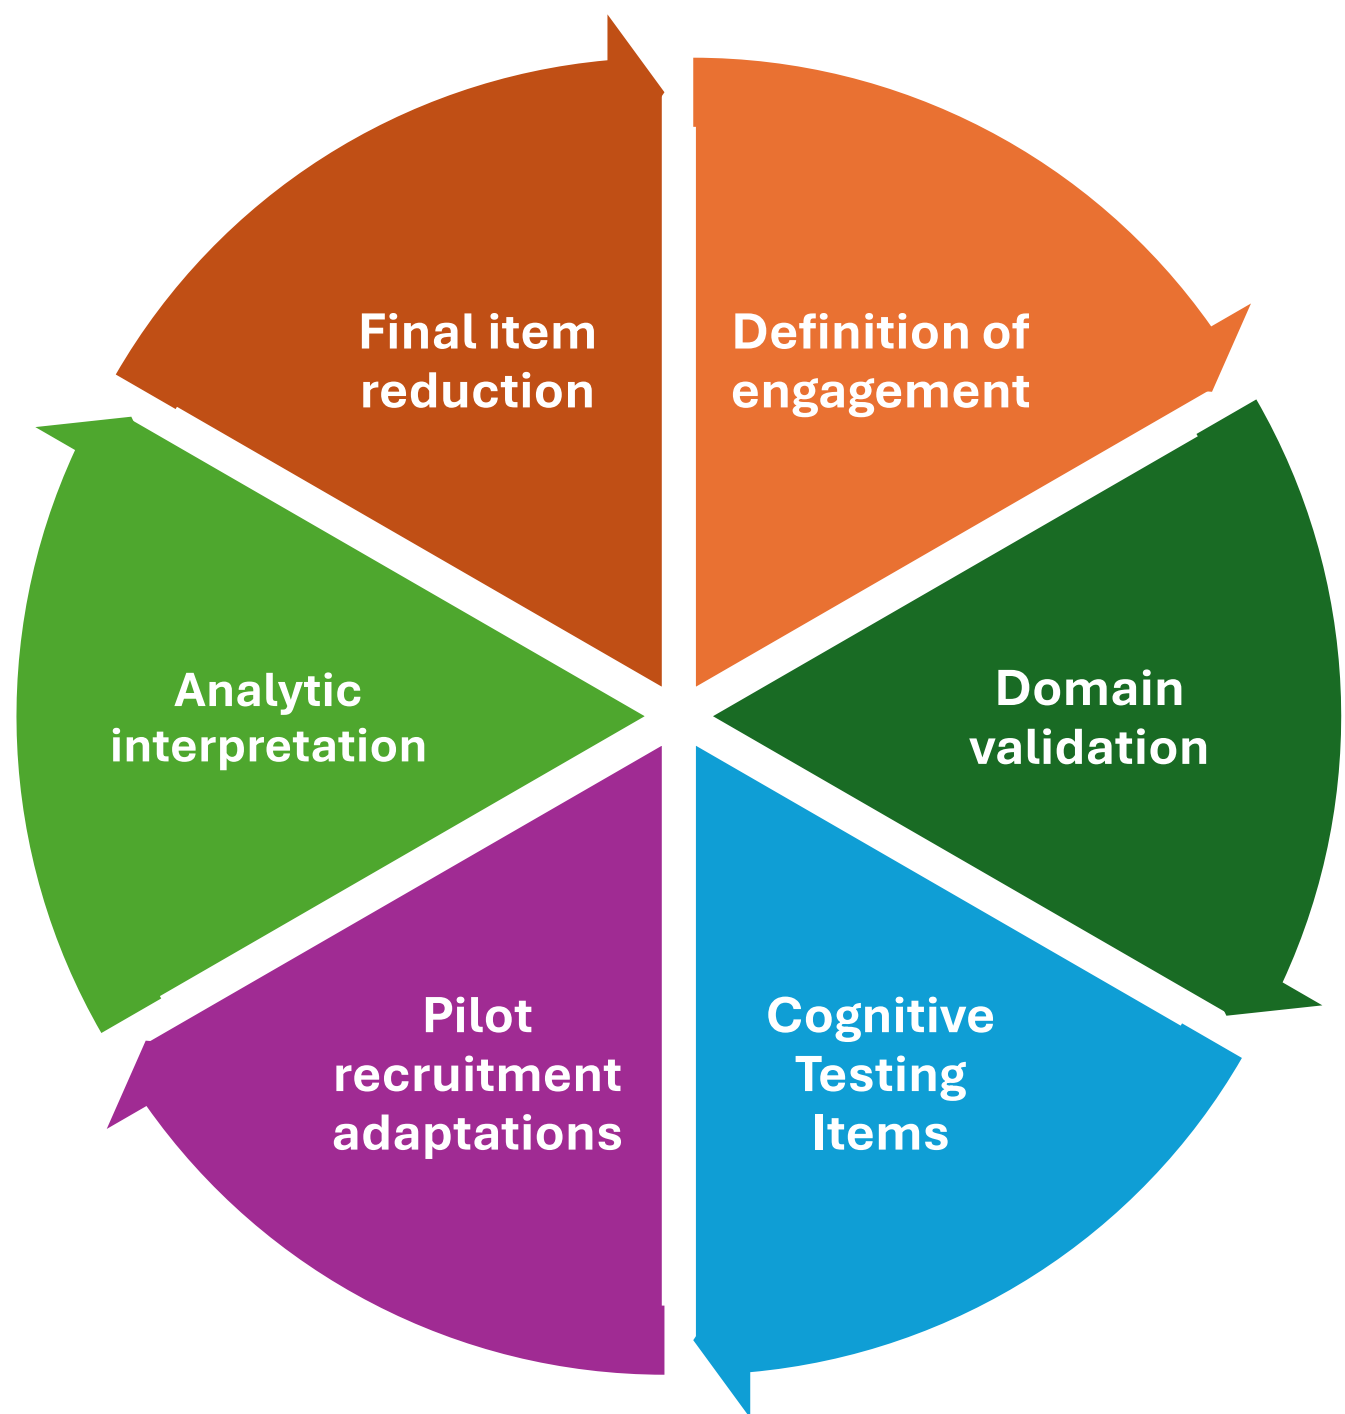 Definition of
engagement
Domain
validation
Cognitive
Testing
Items
Pilot
recruitment
adaptations
Analytic
interpretation
Final item
reduction